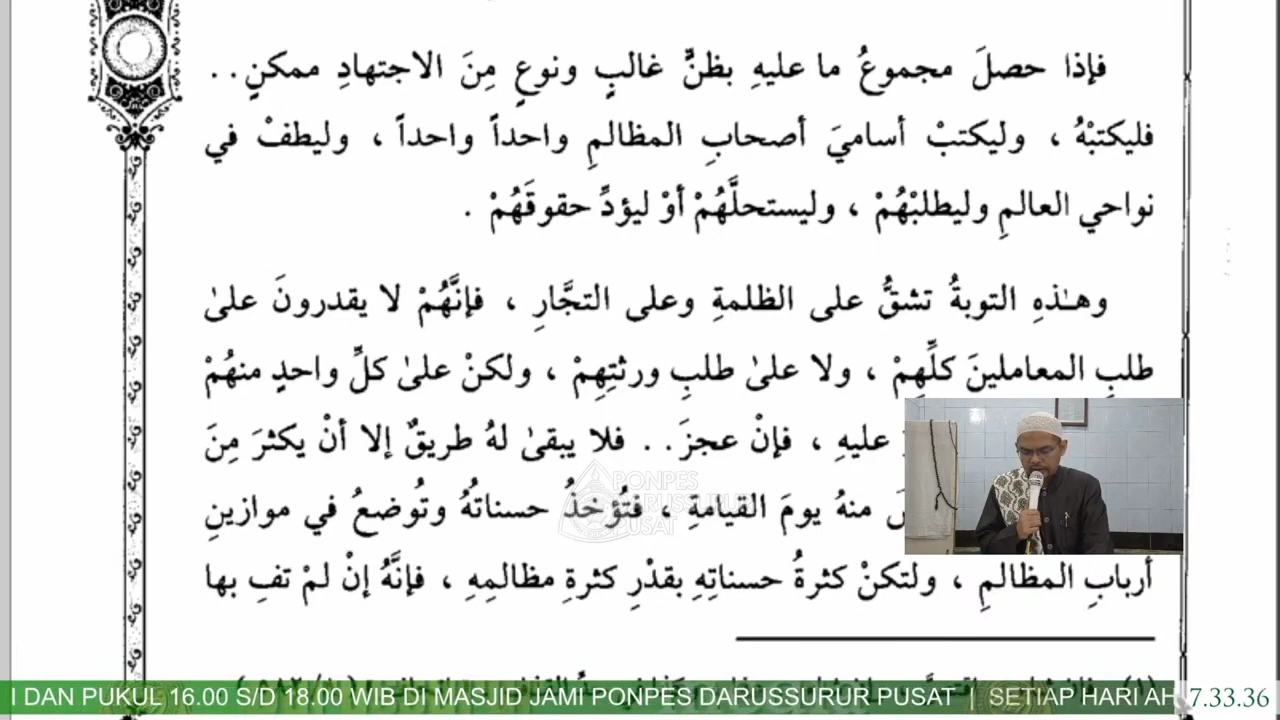 فإذا حصلَ مجموعُ ما عليهِ بظنٍّ غالبٍ ونوعٍ مِنَ الاجتهادِ ممكنٍ . .
فليكتبْهُ ، وليكتبْ أساميَ أصحابِ المظالمِ واحداً واحداً ، وليطفْ في
نواحي العالمِ وليطلبْهُمْ ، وليستحلَّهُمْ أوْ ليؤدِّ حقوقَهُمْ .
وهـٰذهِ التوبةُ تشقُّ على الظلمةِ وعلى التجَّارِ ، فإنَّهُمْ لا يقدرونَ علىٰ
طلبِ المعاملينَ كلِّهِمْ ، ولا علىٰ طلبِ ورثتِهِمْ ، ولكنْ علىٰ كلِّ واحدٍ منهُمْ
عليهِ ، فإنْ عجزَ . . فلا يبقىٰ لهُ طريقٌ إلا أنْ يكثرَ مِنَ
منهُ يومَ القيامةِ ، فتُؤخذُ حسناتُهُ وتُوضعُ في موازينِ
أربابِ المظالمِ ، ولتكنْ كثرةُ حسناتِهِ بقدْرِ كثرةِ مظالمِهِ ، فإنَّهُ إنْ لمْ تفِ بها
PONPES
DARUSSURUR
PUSAT
I DAN PUKUL 16.00 S/D 18.00 WIB DI MASJID JAMI PONPES DARUSSURUR PUSAT | SETIAP HARI AH
7.33.36